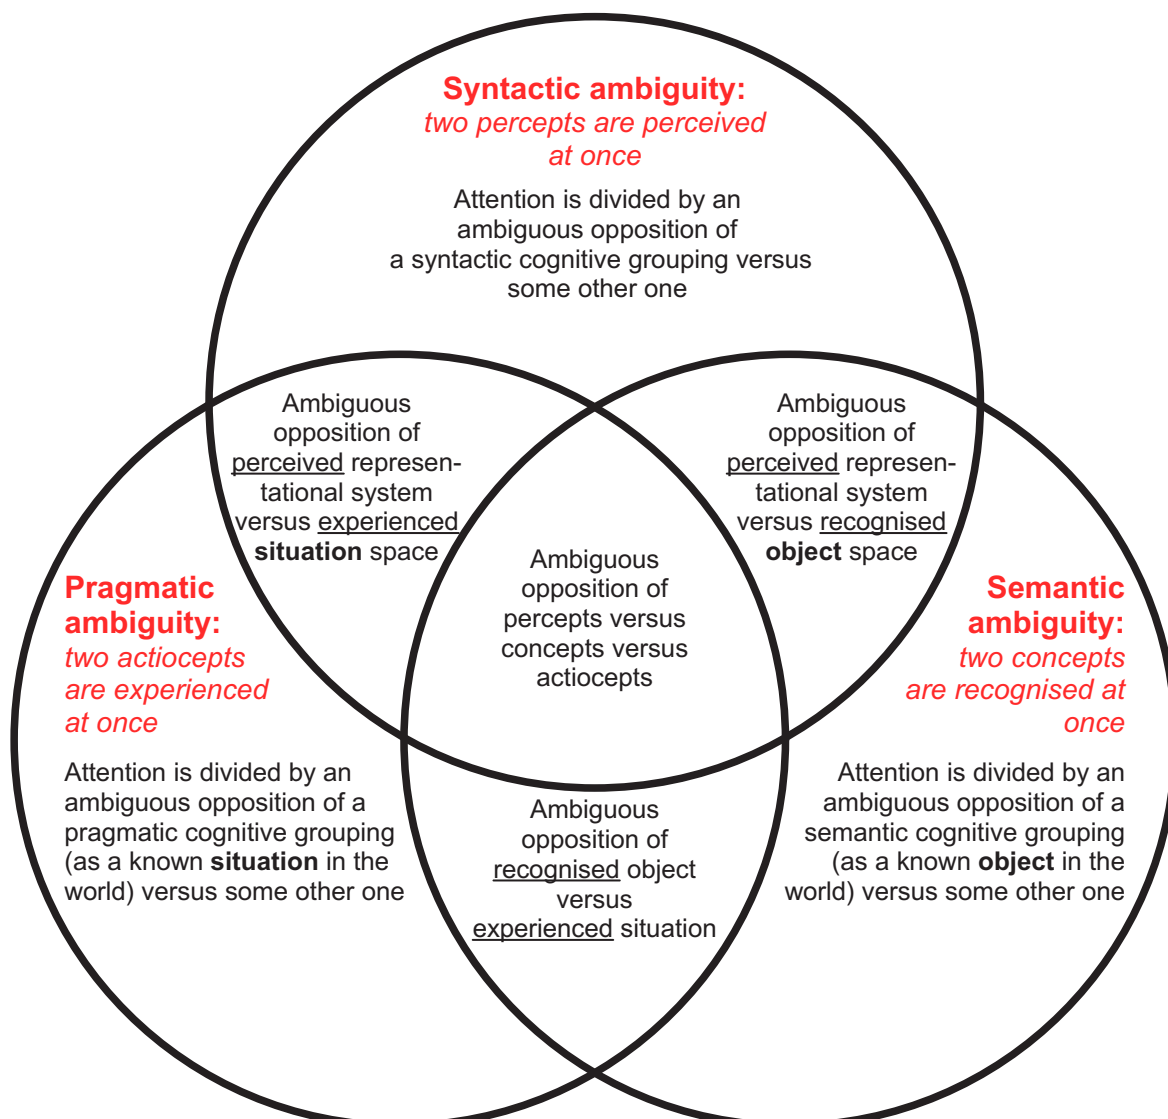 Syntactic ambiguity:
two percepts are perceived
at once
Attention is divided by an
ambiguous opposition of
a syntactic cognitive grouping versus
some other one
Ambiguous
opposition of
perceived represen-
tational system
versus experienced
situation space
Ambiguous
opposition of
perceived represen-
tational system
versus recognised
object space
Ambiguous
opposition of
percepts versus
concepts versus
actiocepts
Pragmatic
ambiguity:
two actiocepts
are experienced
at once
Attention is divided by an
ambiguous opposition of a
pragmatic cognitive grouping
(as a known situation in the
world) versus some other one
Semantic
ambiguity:
two concepts
are recognised at
once
Attention is divided by an
ambiguous opposition of a
semantic cognitive grouping
(as a known object in the
world) versus some other one
Ambiguous
opposition of
recognised object
versus
experienced situation